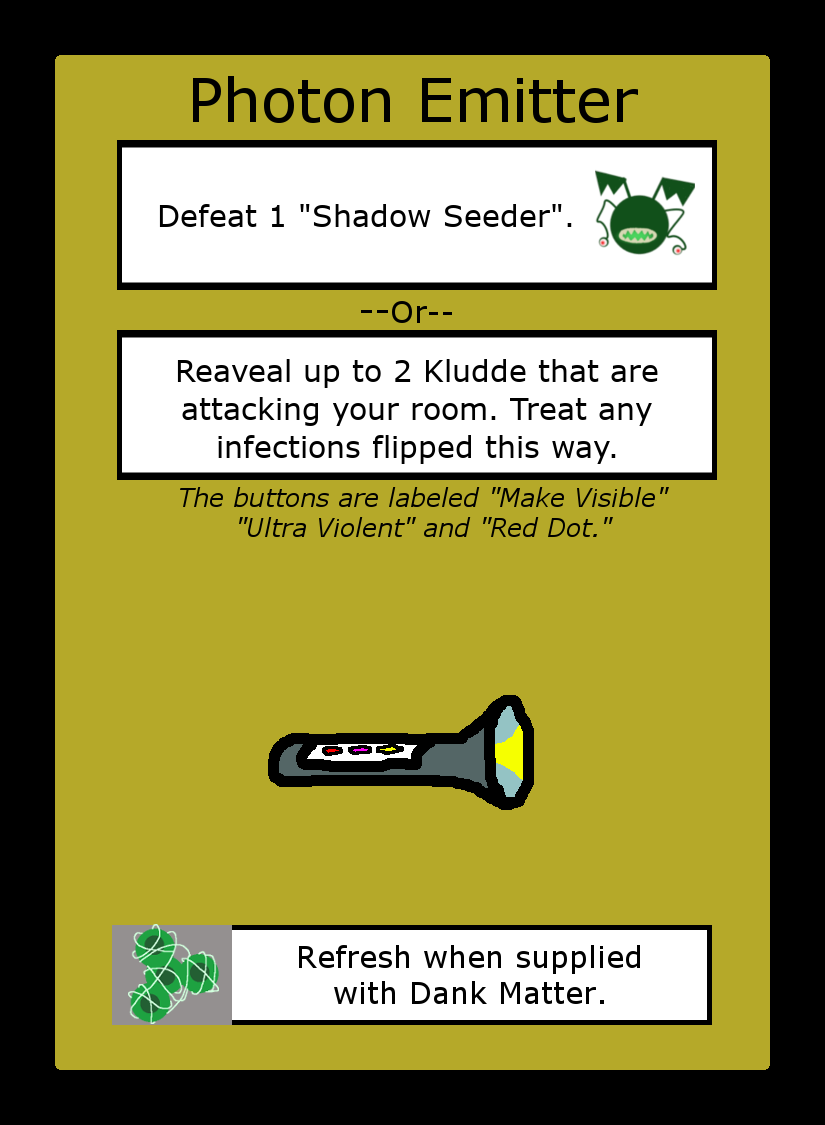 Photon Emitter
Defeat 1 "Shadow Seeder".
--Or--
Reaveal up to 2 Kludde that are
attacking your room. Treat any
infections flipped this way.
The buttons are labeled "Make Visible"
"Ultra Violent" and "Red Dot."
Refresh when supplied
with Dank Matter.